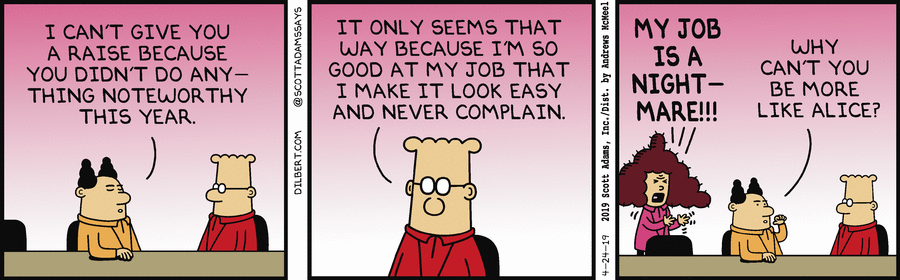 I CAN'T GIVE YOU
A RAISE BECAUSE
YOU DIDN'T DO ANY-
THING NOTEWORTHY
THIS YEAR.
DILBERT.COM @SCOTTADAMSSAYS
IT ONLY SEEMS THAT
WAY BECAUSE I'M SO
GOOD AT MY JOB THAT
I MAKE IT LOOK EASY
AND NEVER COMPLAIN.
4-24-19 2019 Scott Adams, Inc./Dist. by Andrews McMeel
MY JOB
IS A
NIGHT-
MARE!!!
WHY
CAN'T YOU
BE MORE
LIKE ALICE?